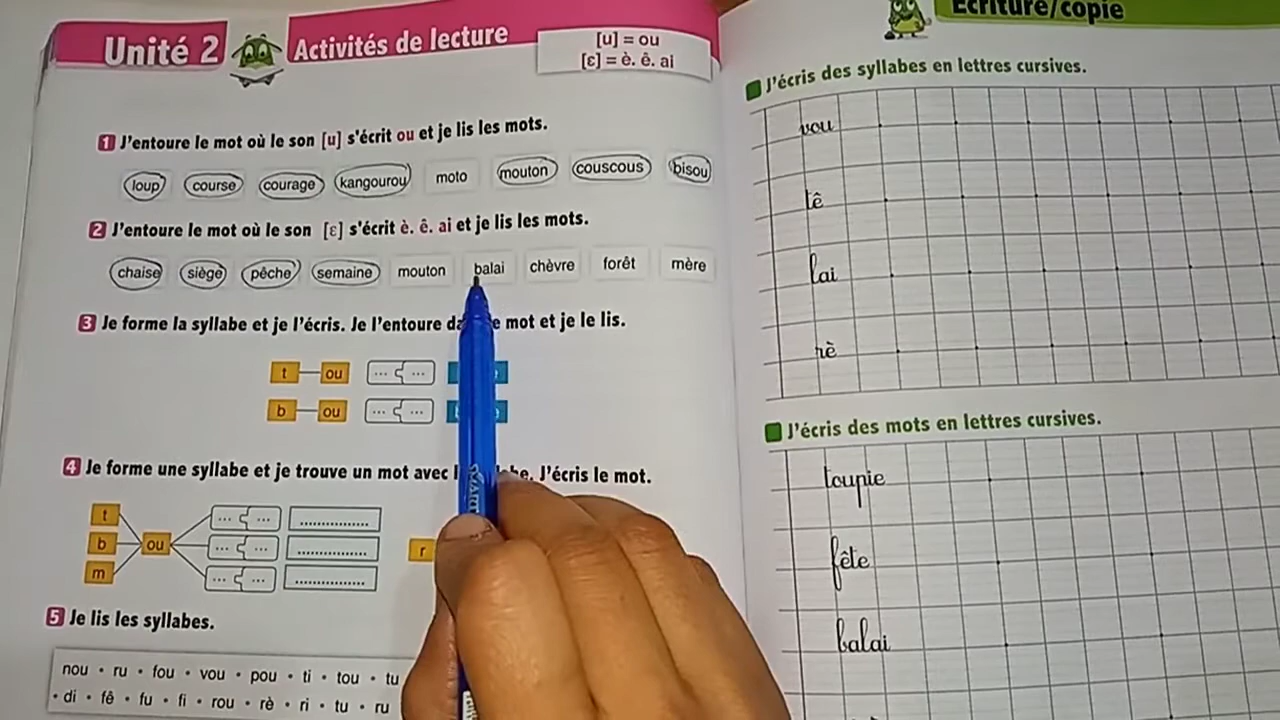 Unité 2
Activités de lecture
[u] = ou
[ɛ] = è. ê. ai
1 J'entoure le mot où le son [u] s'écrit ou et je lis les mots.
loup course courage kangourou moto mouton couscous bisou
2 J'entoure le mot où le son [ɛ] s'écrit è. ê. ai et je lis les mots.
chaise siège pêche semaine mouton balai chèvre forêt mère
3 Je forme la syllabe et je l'écris. Je l'entoure mot et je le lis.
t ou ... ...
b ou ... ...
4 Je forme une syllabe et je trouve un mot avec J'écris le mot.
t ... ... ................
b ou ... ... ................ r
m ... ... ................
5 Je lis les syllabes.
nou • ru • fou • vou • pou • ti • tou • tu
• di • fê • fu • fi • rou • rè • ri • tu • ru
Ecriture/copie
J'écris des syllabes en lettres cursives.
vou
tê
lai
rè
J'écris des mots en lettres cursives.
toupie
fête
balai